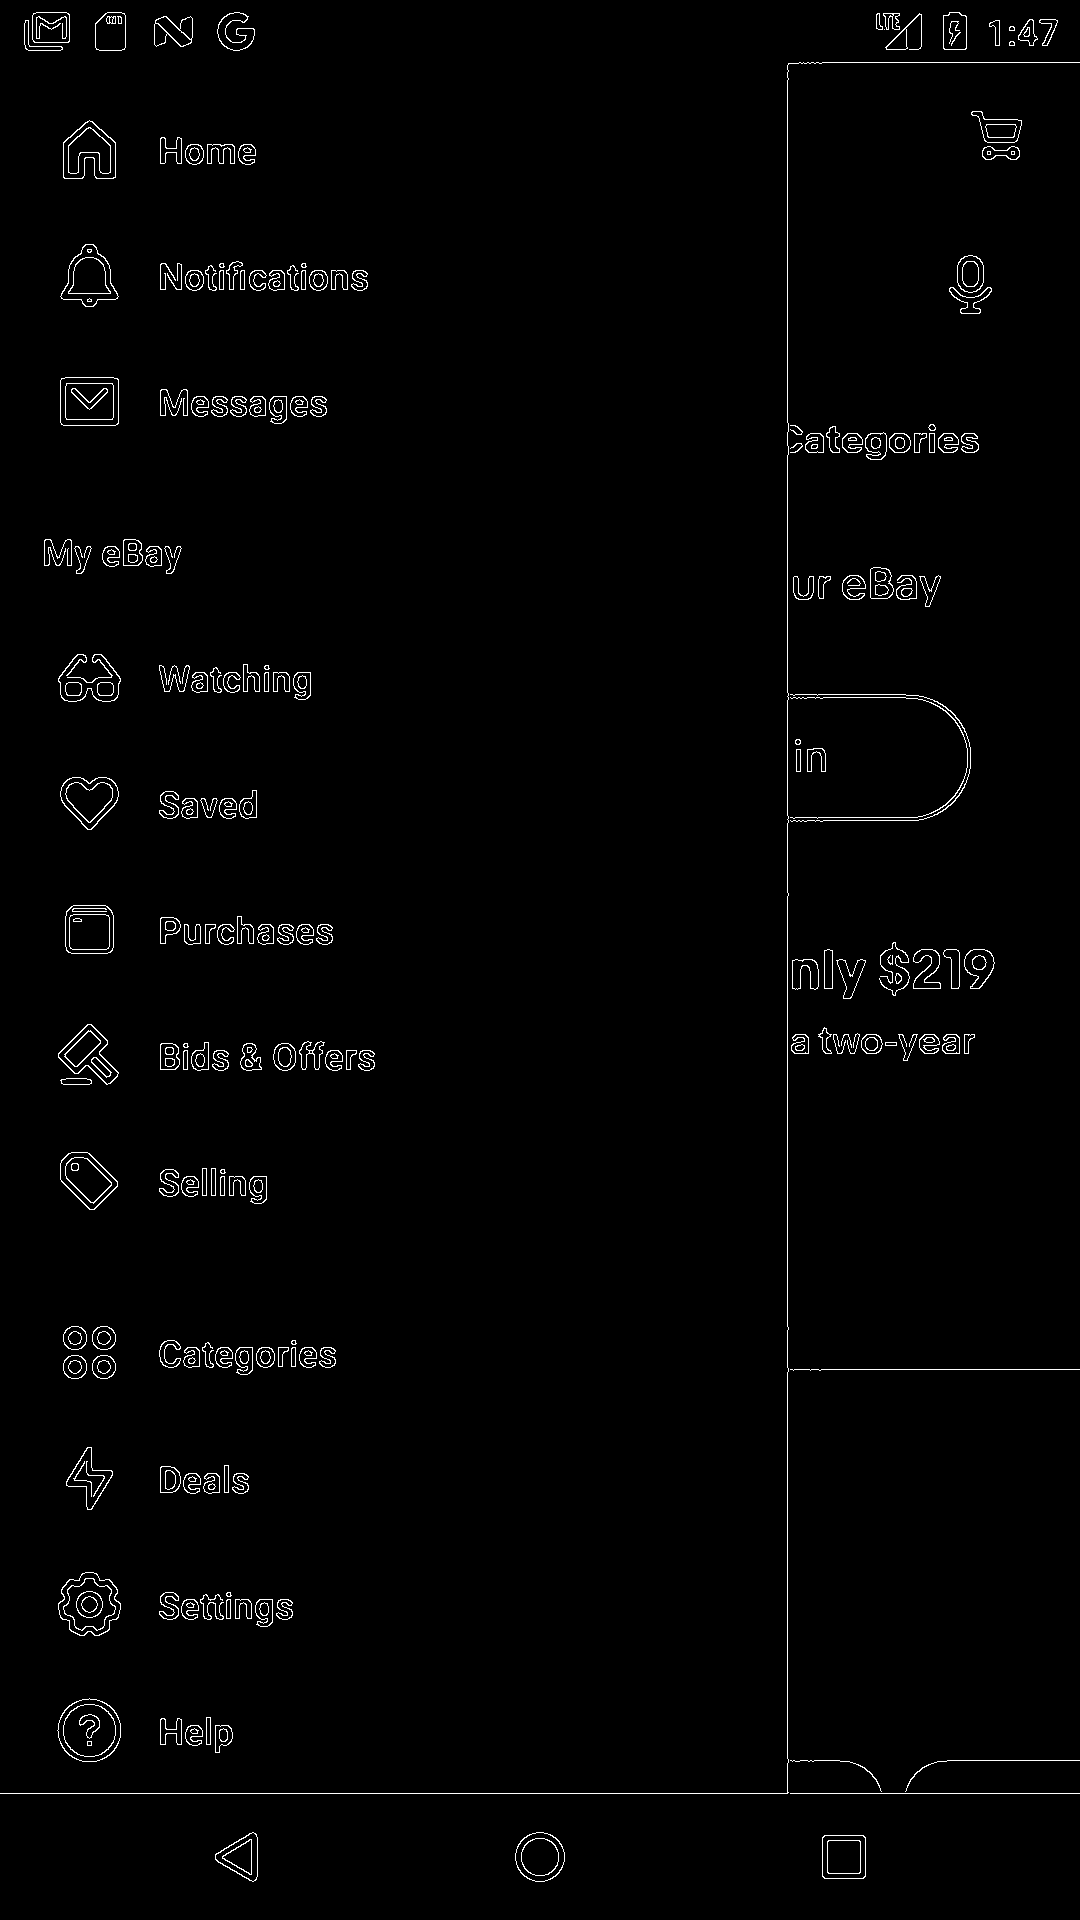 LTE 1:47
Home
Notifications
Messages
Categories
My eBay
ur eBay
Watching
in
Saved
Purchases
nly $219
Bids & Offers
a two-year
Selling
Categories
Deals
Settings
Help